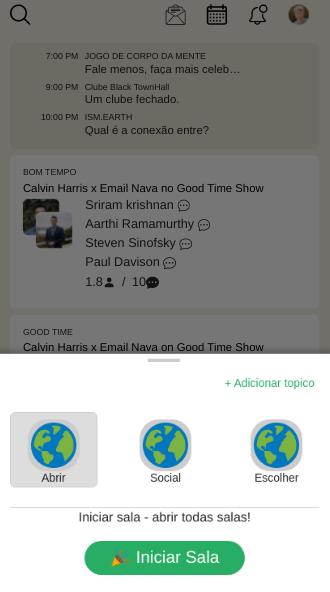 7:00 PM JOGO DE CORPO DA MENTE
Fale menos, faça mais celeb…
9:00 PM Clube Black TownHall
Um clube fechado.
10:00 PM ISM.EARTH
Qual é a conexão entre?
BOM TEMPO
Calvin Harris x Email Nava no Good Time Show
Sriram krishnan
Aarthi Ramamurthy
Steven Sinofsky
Paul Davison
1.8 / 10
GOOD TIME
Calvin Harris x Email Nava on Good Time Show
+ Adicionar topico
Abrir Social Escolher
Iniciar sala - abrir todas salas!
Iniciar Sala